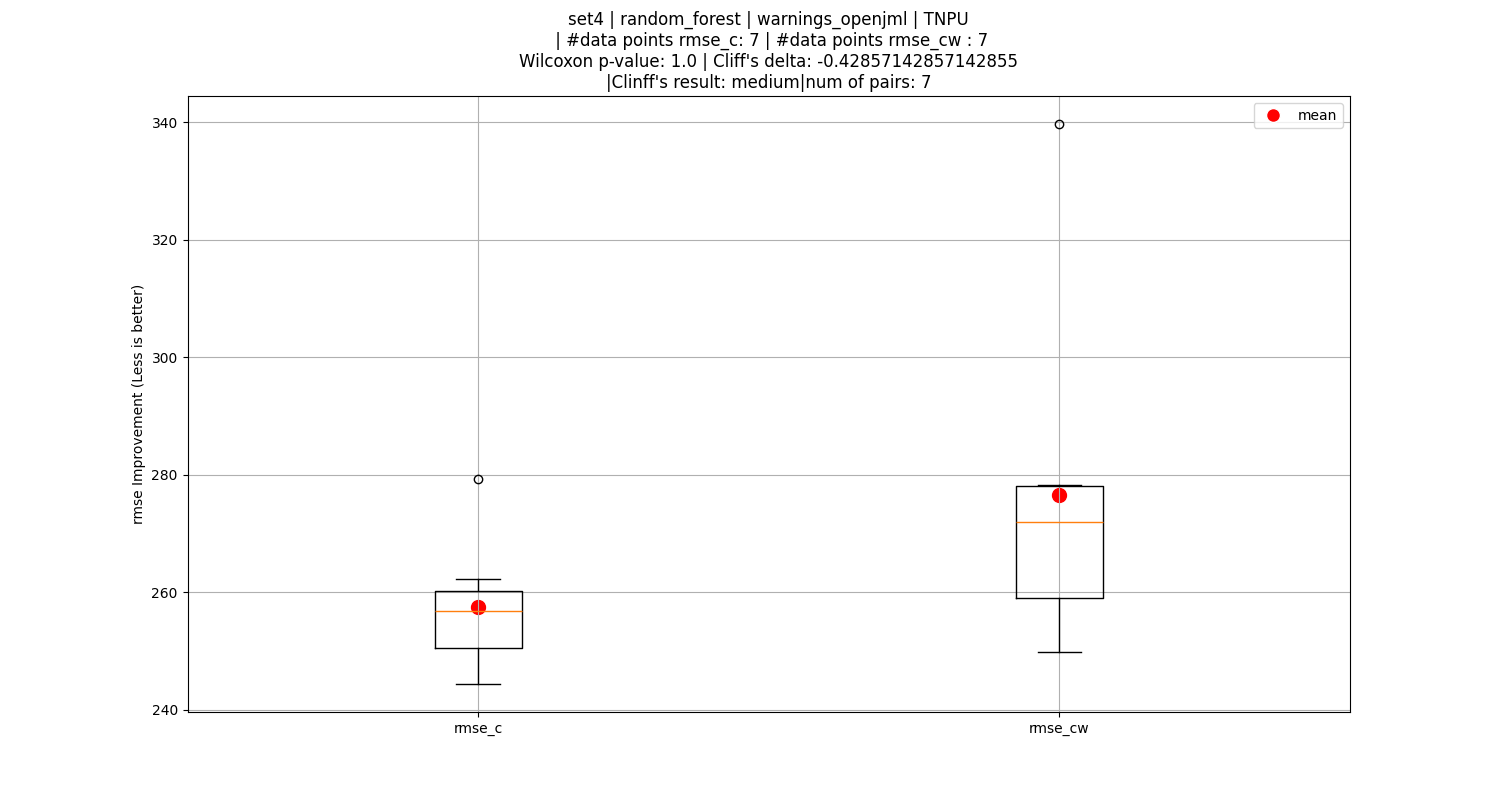 set4 | random_forest | warnings_openjml | TNPU
| #data points rmse_c: 7 | #data points rmse_cw : 7
Wilcoxon p-value: 1.0 | Cliff's delta: -0.42857142857142855
|Clinff's result: medium|num of pairs: 7
mean
340
320
300
280
260
240
rmse Improvement (Less is better)
rmse_c
rmse_cw